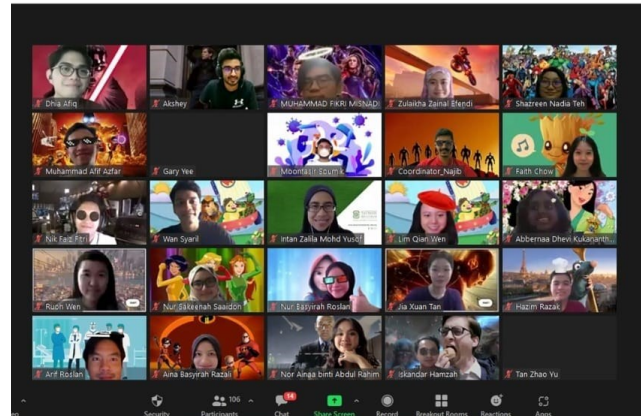 Dhia Afiq
Akshey
MUHAMMAD FIKRI MISNADI
Zulaikha Zainal Efendi
Shazreen Nadia Teh
Muhammad Afif Azfar
Gary Yee
Coordinator_Najib
Faith Chow
Nik Faiz Fitri
Wan Syaril
Intan Zalila Mohd Yusof
Lim Qian Wen
Abbernaa Dhevi Kukananth...
Ruoh Wen
Nur Sakeenah Saaidon
Nur Basyirah Roslan
Jia Xuan Tan
Hazim Razak
Arif Roslan
Aina Basyirah Razali
Nor Ainaa binti Abdul Rahim
Iskandar Hamzah
Tan Zhao Yu
106
14
Security
Participants
Chat
Share Screen
Record
Breakout Rooms
Reactions
Apps